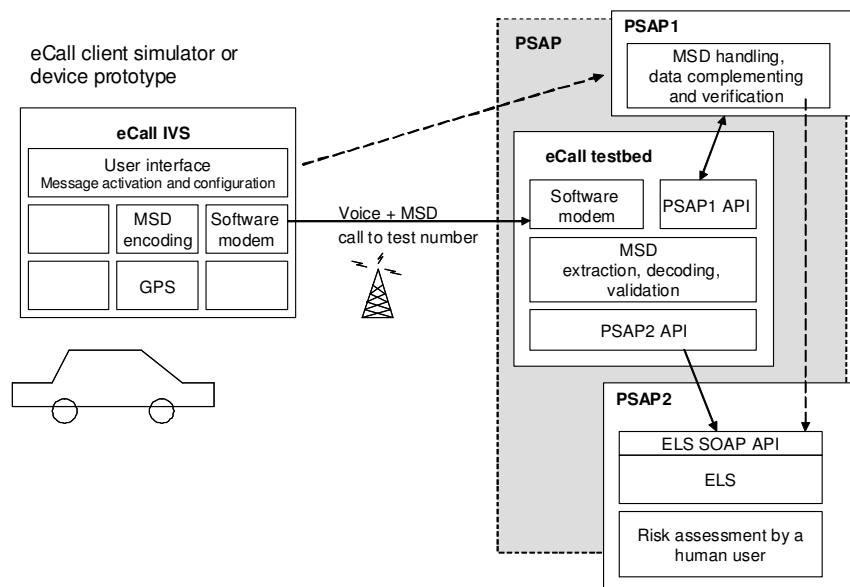 eCall client simulator or
device prototype
eCall IVS
User interface
Message activation and configuration
MSD
encoding
Software
modem
GPS
Voice + MSD
call to test number
PSAP
PSAP1
MSD handling,
data complementing
and verification
eCall testbed
Software
modem
PSAP1 API
MSD
extraction, decoding,
validation
PSAP2 API
PSAP2
ELS SOAP API
ELS
Risk assessment by a
human user